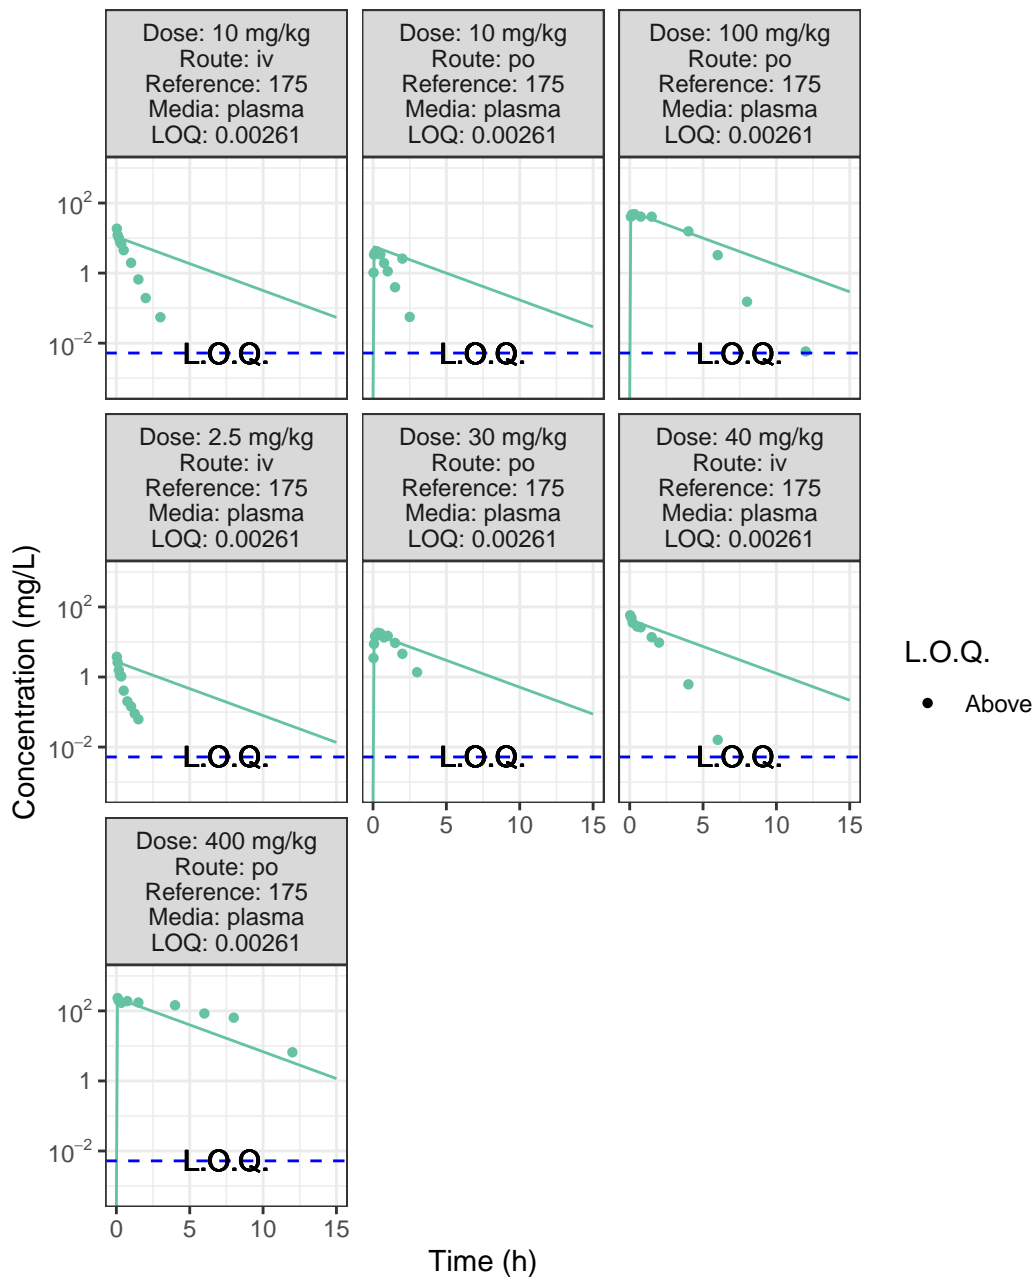 Dose: 10 mg/kg
Route: iv
Reference: 175
Media: plasma
LOQ: 0.00261
Dose: 10 mg/kg
Route: po
Reference: 175
Media: plasma
LOQ: 0.00261
Dose: 100 mg/kg
Route: po
Reference: 175
Media: plasma
LOQ: 0.00261
10²
1
10⁻²
L.O.Q.
L.O.Q.
L.O.Q.
Dose: 2.5 mg/kg
Route: iv
Reference: 175
Media: plasma
LOQ: 0.00261
Dose: 30 mg/kg
Route: po
Reference: 175
Media: plasma
LOQ: 0.00261
Dose: 40 mg/kg
Route: iv
Reference: 175
Media: plasma
LOQ: 0.00261
Concentration (mg/L)
10²
1
10⁻²
L.O.Q.
L.O.Q.
L.O.Q.
0 5 10 15
0 5 10 15
L.O.Q.
Above
Dose: 400 mg/kg
Route: po
Reference: 175
Media: plasma
LOQ: 0.00261
10²
1
10⁻²
L.O.Q.
0 5 10 15
Time (h)